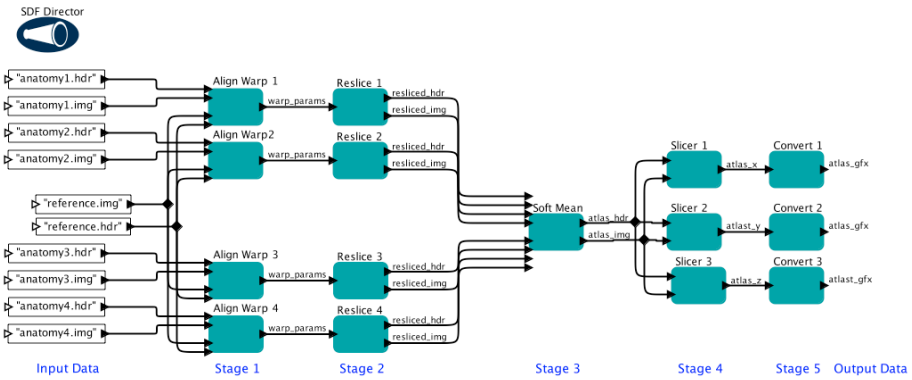 SDF Director
"anatomy1.hdr"
"anatomy1.img"
"anatomy2.hdr"
"anatomy2.img"
"reference.img"
"reference.hdr"
"anatomy3.hdr"
"anatomy3.img"
"anatomy4.hdr"
"anatomy4.img"
Align Warp 1
warp_params
Align Warp2
warp_params
Align Warp 3
warp_params
Align Warp 4
warp_params
Reslice 1
resliced_hdr
resliced_img
Reslice 2
resliced_hdr
resliced_img
Reslice 3
resliced_hdr
resliced_img
Reslice 4
resliced_hdr
resliced_img
Soft Mean
atlas_hdr
atlas_img
Slicer 1
atlas_x
Slicer 2
atlast_y
Slicer 3
atlas_z
Convert 1
atlas_gfx
Convert 2
atlas_gfx
Convert 3
atlast_gfx
Input Data
Stage 1
Stage 2
Stage 3
Stage 4
Stage 5
Output Data